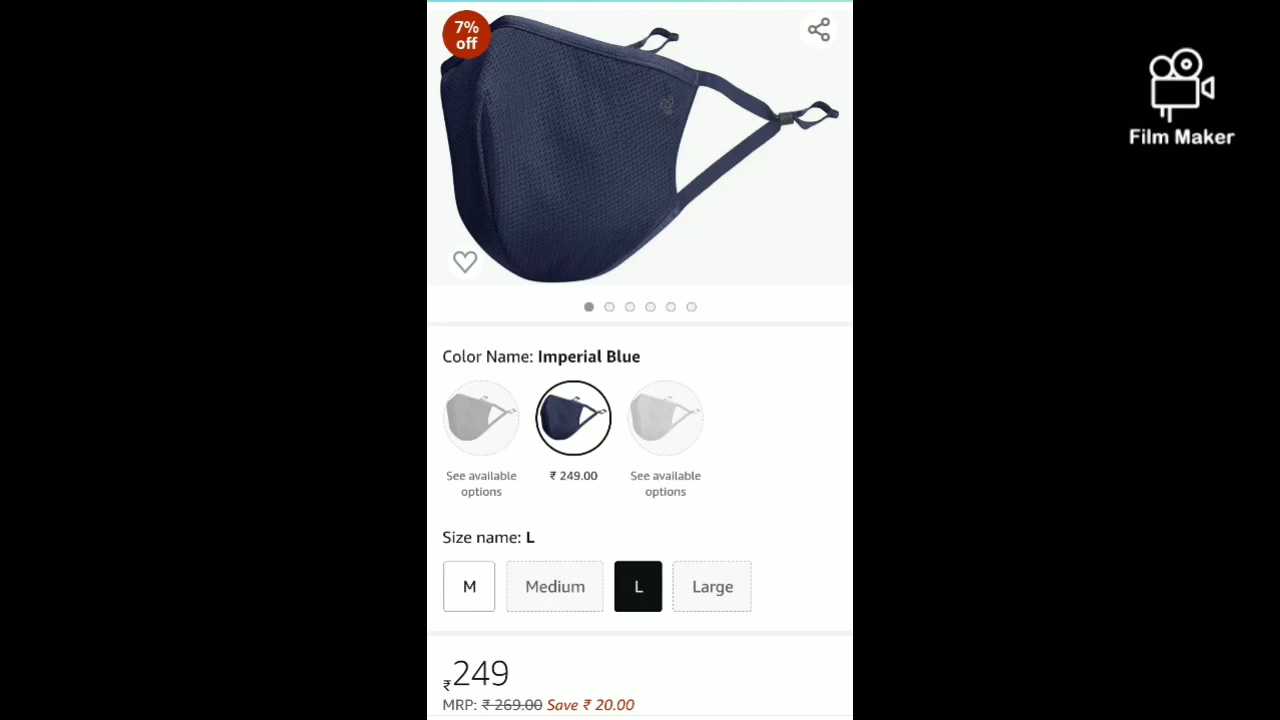 7%
off
Film Maker
Color Name: Imperial Blue
See available
options
₹ 249.00
See available
options
Size name: L
M
Medium
L
Large
₹249
MRP: ₹ 269.00 Save ₹ 20.00